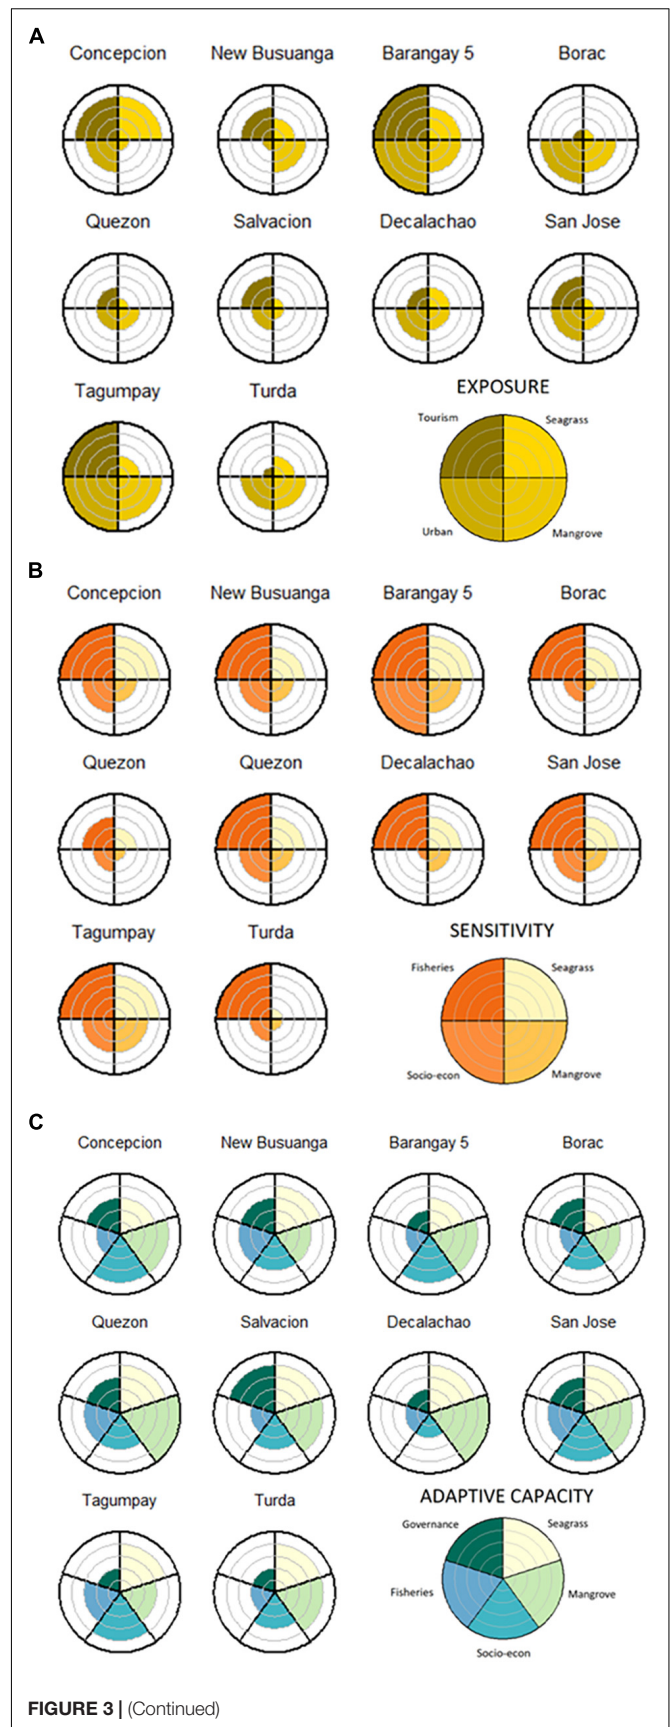 A
Concepcion New Busuanga Barangay 5 Borac
Quezon Salvacion Decalachao San Jose
Tagumpay Turda EXPOSURE
Tourism Seagrass
Urban Mangrove
B
Concepcion New Busuanga Barangay 5 Borac
Quezon Quezon Decalachao San Jose
Tagumpay Turda SENSITIVITY
Fisheries Seagrass
Socio-econ Mangrove
C
Concepcion New Busuanga Barangay 5 Borac
Quezon Salvacion Decalachao San Jose
Tagumpay Turda ADAPTIVE CAPACITY
Governance Seagrass
Fisheries Mangrove
Socio-econ
FIGURE 3 | (Continued)